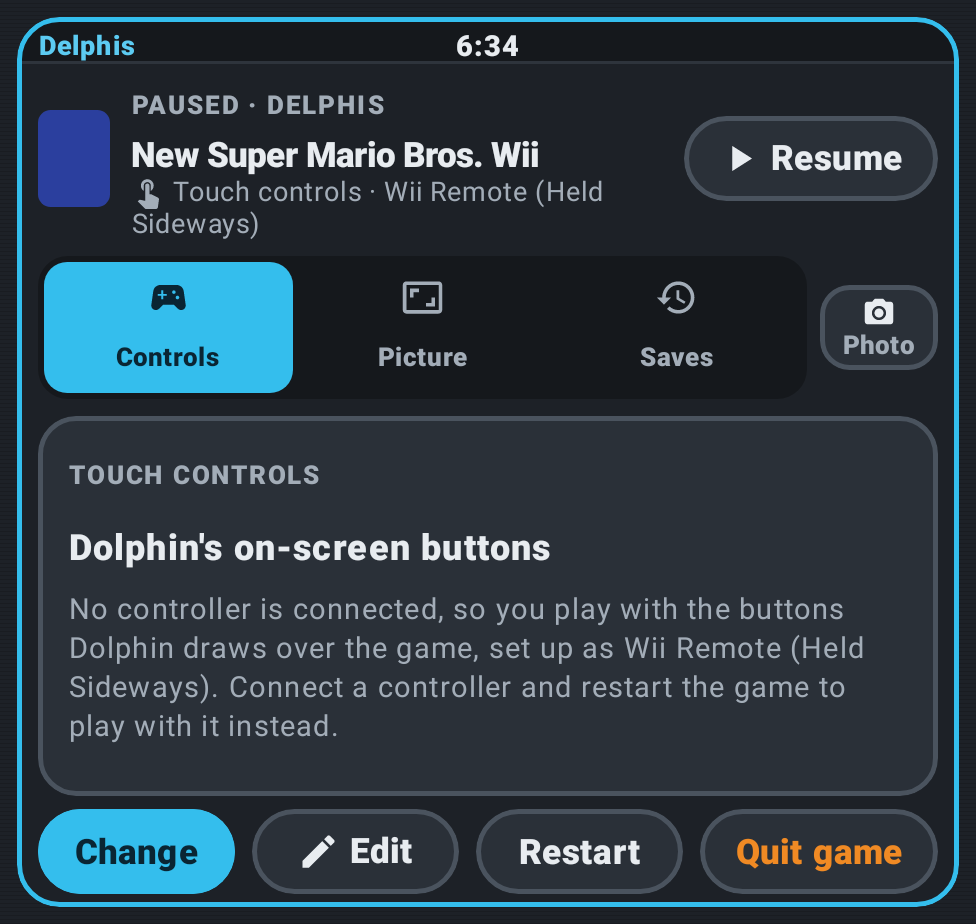 Delphis
6:34
PAUSED · DELPHIS
New Super Mario Bros. Wii
Touch controls · Wii Remote (Held
Sideways)
Resume
Controls
Picture
Saves
Photo
TOUCH CONTROLS
Dolphin's on-screen buttons
No controller is connected, so you play with the buttons
Dolphin draws over the game, set up as Wii Remote (Held
Sideways). Connect a controller and restart the game to
play with it instead.
Change
Edit
Restart
Quit game